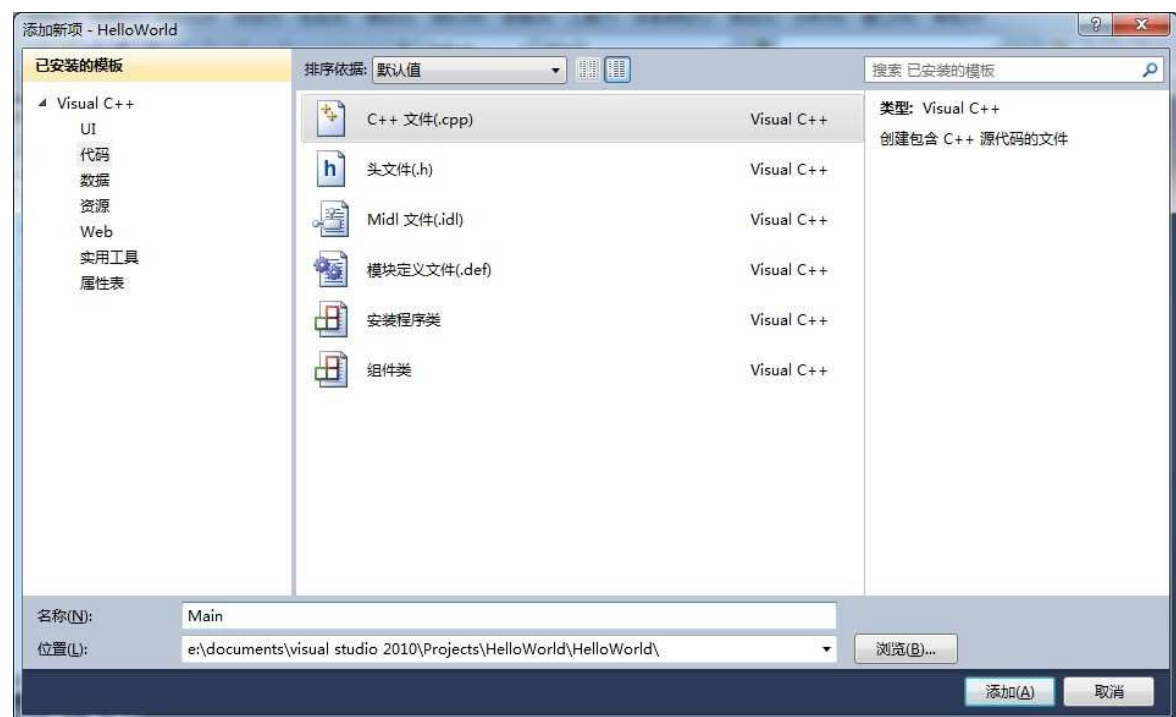 添加新项 - HelloWorld
已安装的模板
排序依据: 默认值
搜索 已安装的模板
Visual C++
UI
代码
数据
资源
Web
实用工具
属性表
C++ 文件(.cpp) Visual C++
头文件(.h) Visual C++
Midl 文件(.idl) Visual C++
模块定义文件(.def) Visual C++
安装程序类 Visual C++
组件类 Visual C++
类型: Visual C++
创建包含 C++ 源代码的文件
名称(N): Main
位置(L): e:\documents\visual studio 2010\Projects\HelloWorld\HelloWorld\
浏览(B)...
添加(A) 取消